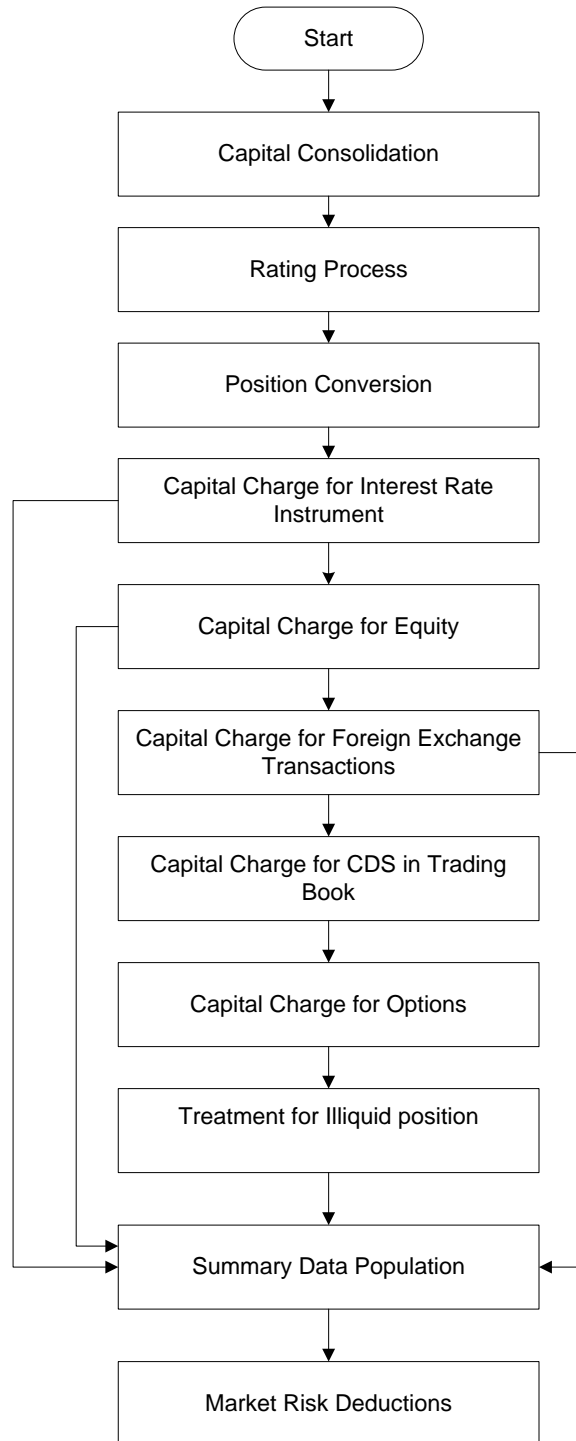 Start
Capital Consolidation
Rating Process
Position Conversion
Capital Charge for Interest Rate
Instrument
Capital Charge for Equity
Capital Charge for Foreign Exchange
Transactions
Capital Charge for CDS in Trading
Book
Capital Charge for Options
Treatment for Illiquid position
Summary Data Population
Market Risk Deductions